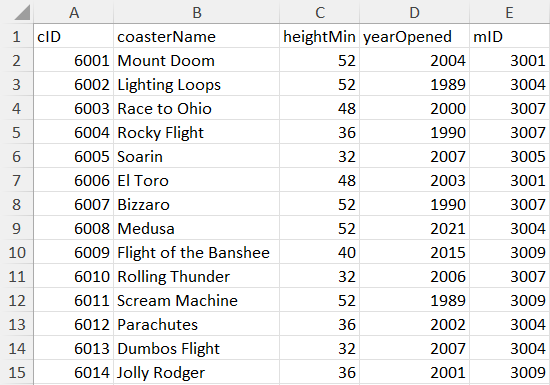 A B C D E
1 cID coasterName heightMin yearOpened mID
2 6001 Mount Doom 52 2004 3001
3 6002 Lighting Loops 52 1989 3004
4 6003 Race to Ohio 48 2000 3007
5 6004 Rocky Flight 36 1990 3007
6 6005 Soarin 32 2007 3005
7 6006 El Toro 48 2003 3001
8 6007 Bizzaro 52 1990 3007
9 6008 Medusa 52 2021 3004
10 6009 Flight of the Banshee 40 2015 3009
11 6010 Rolling Thunder 32 2006 3007
12 6011 Scream Machine 52 1989 3009
13 6012 Parachutes 36 2002 3004
14 6013 Dumbos Flight 32 2007 3004
15 6014 Jolly Rodger 36 2001 3009